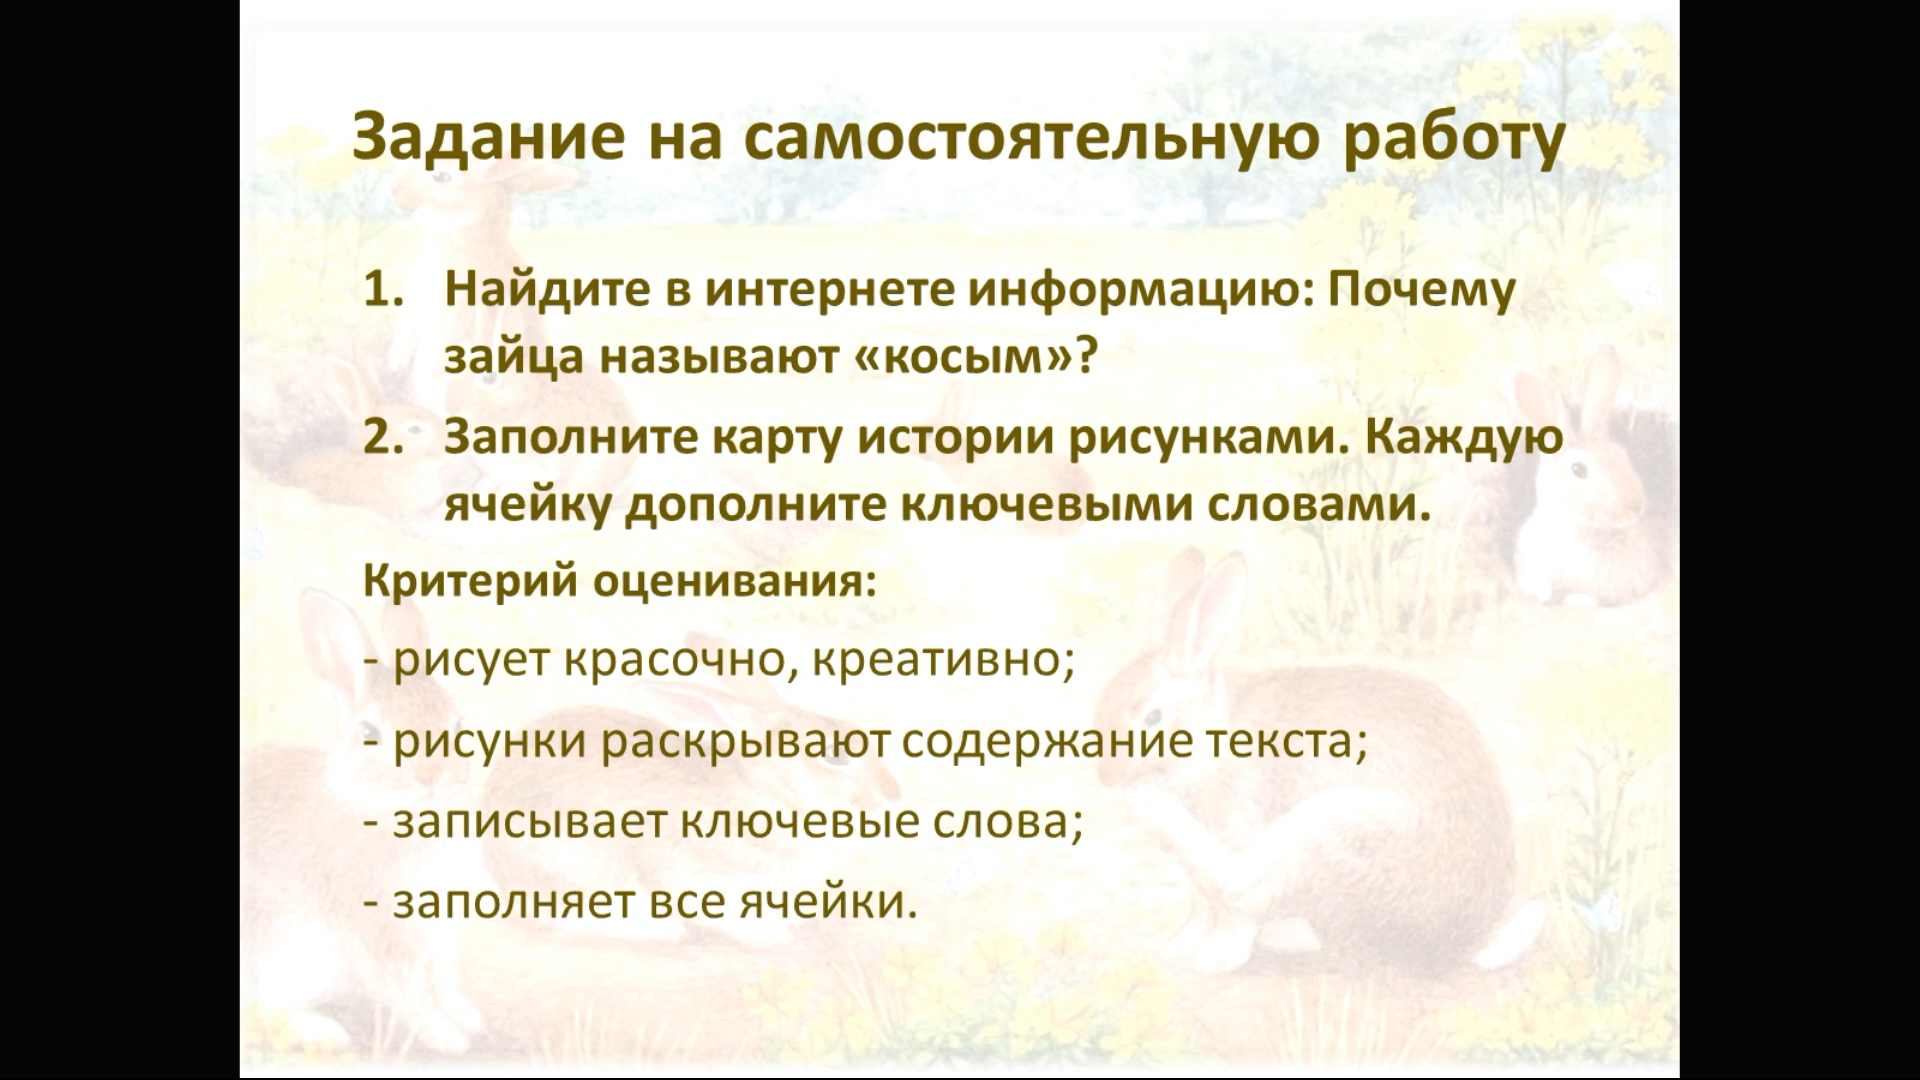 Задание на самостоятельную работу
1. Найдите в интернете информацию: Почему
зайца называют «косым»?
2. Заполните карту истории рисунками. Каждую
ячейку дополните ключевыми словами.
Критерий оценивания:
- рисует красочно, креативно;
- рисунки раскрывают содержание текста;
- записывает ключевые слова;
- заполняет все ячейки.